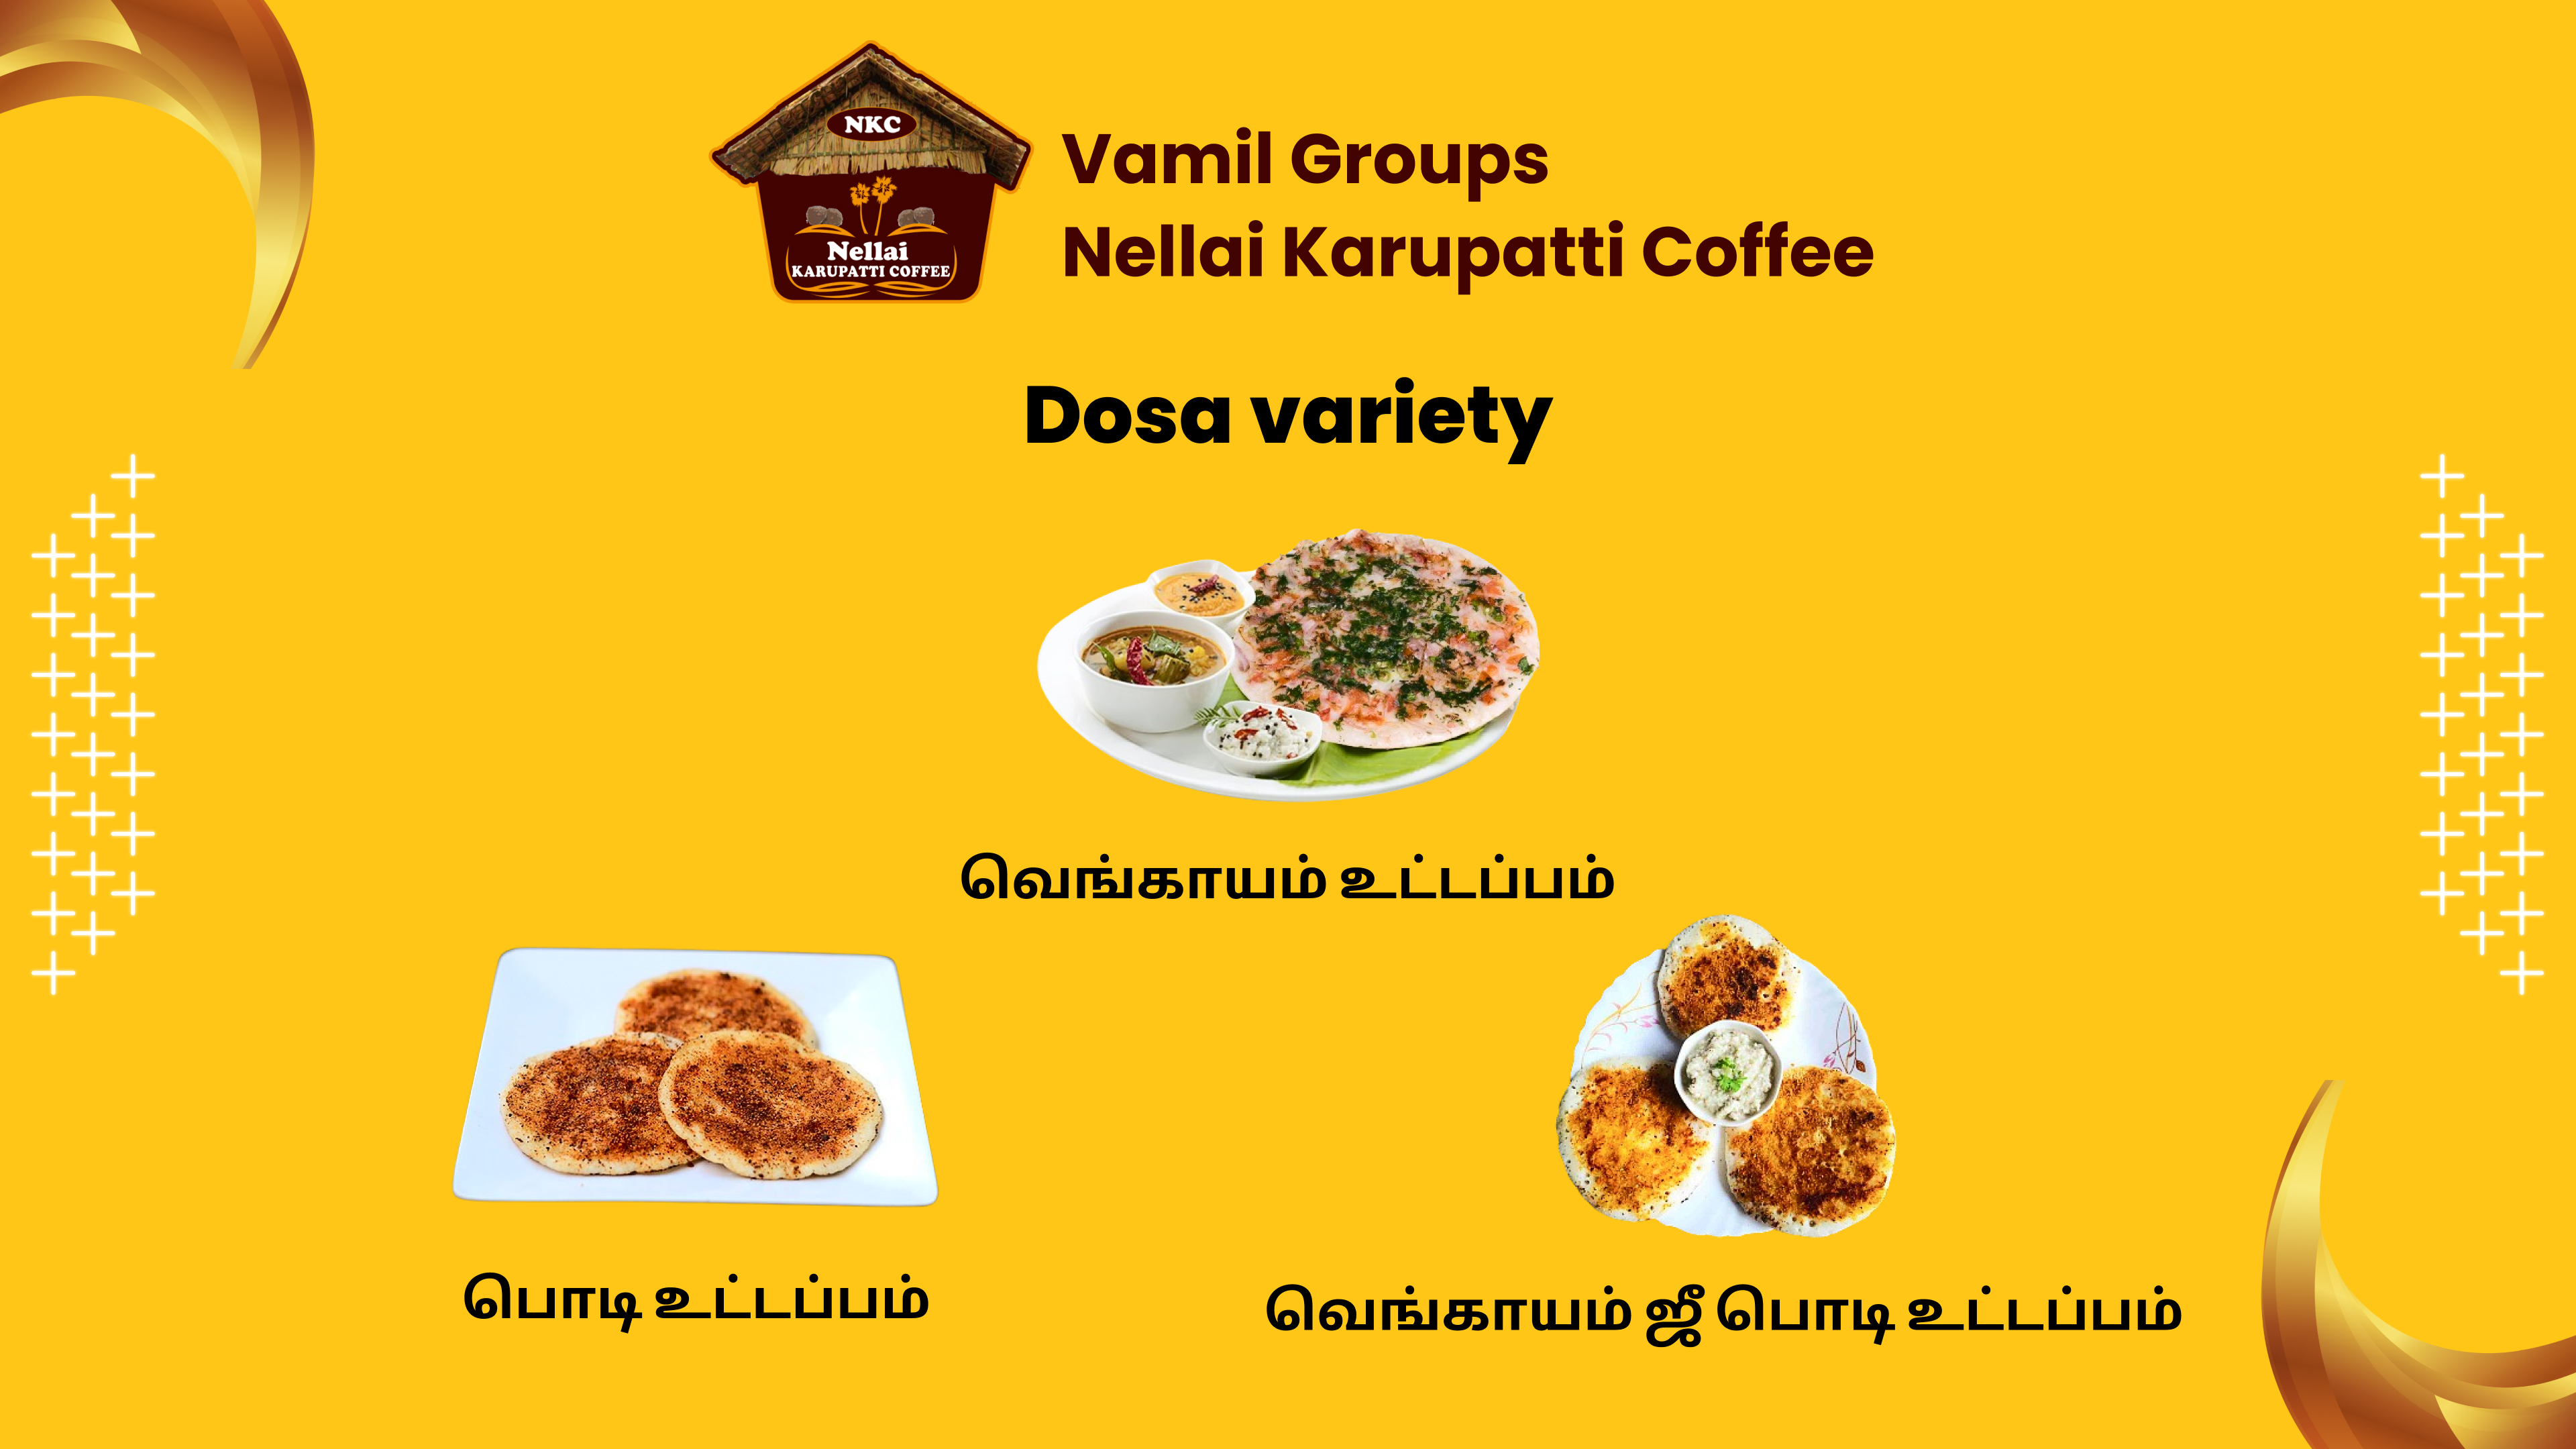 NKC
Nellai
KARUPATTI COFFEE
Vamil Groups
Nellai Karupatti Coffee
Dosa variety
வெங்காயம் உட்டப்பம்
பொடி உட்டப்பம்
வெங்காயம் ஜீ பொடி உட்டப்பம்